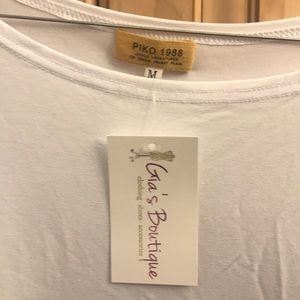 PIKO 1988
M
Gia's Boutique
clothing shoes accessories